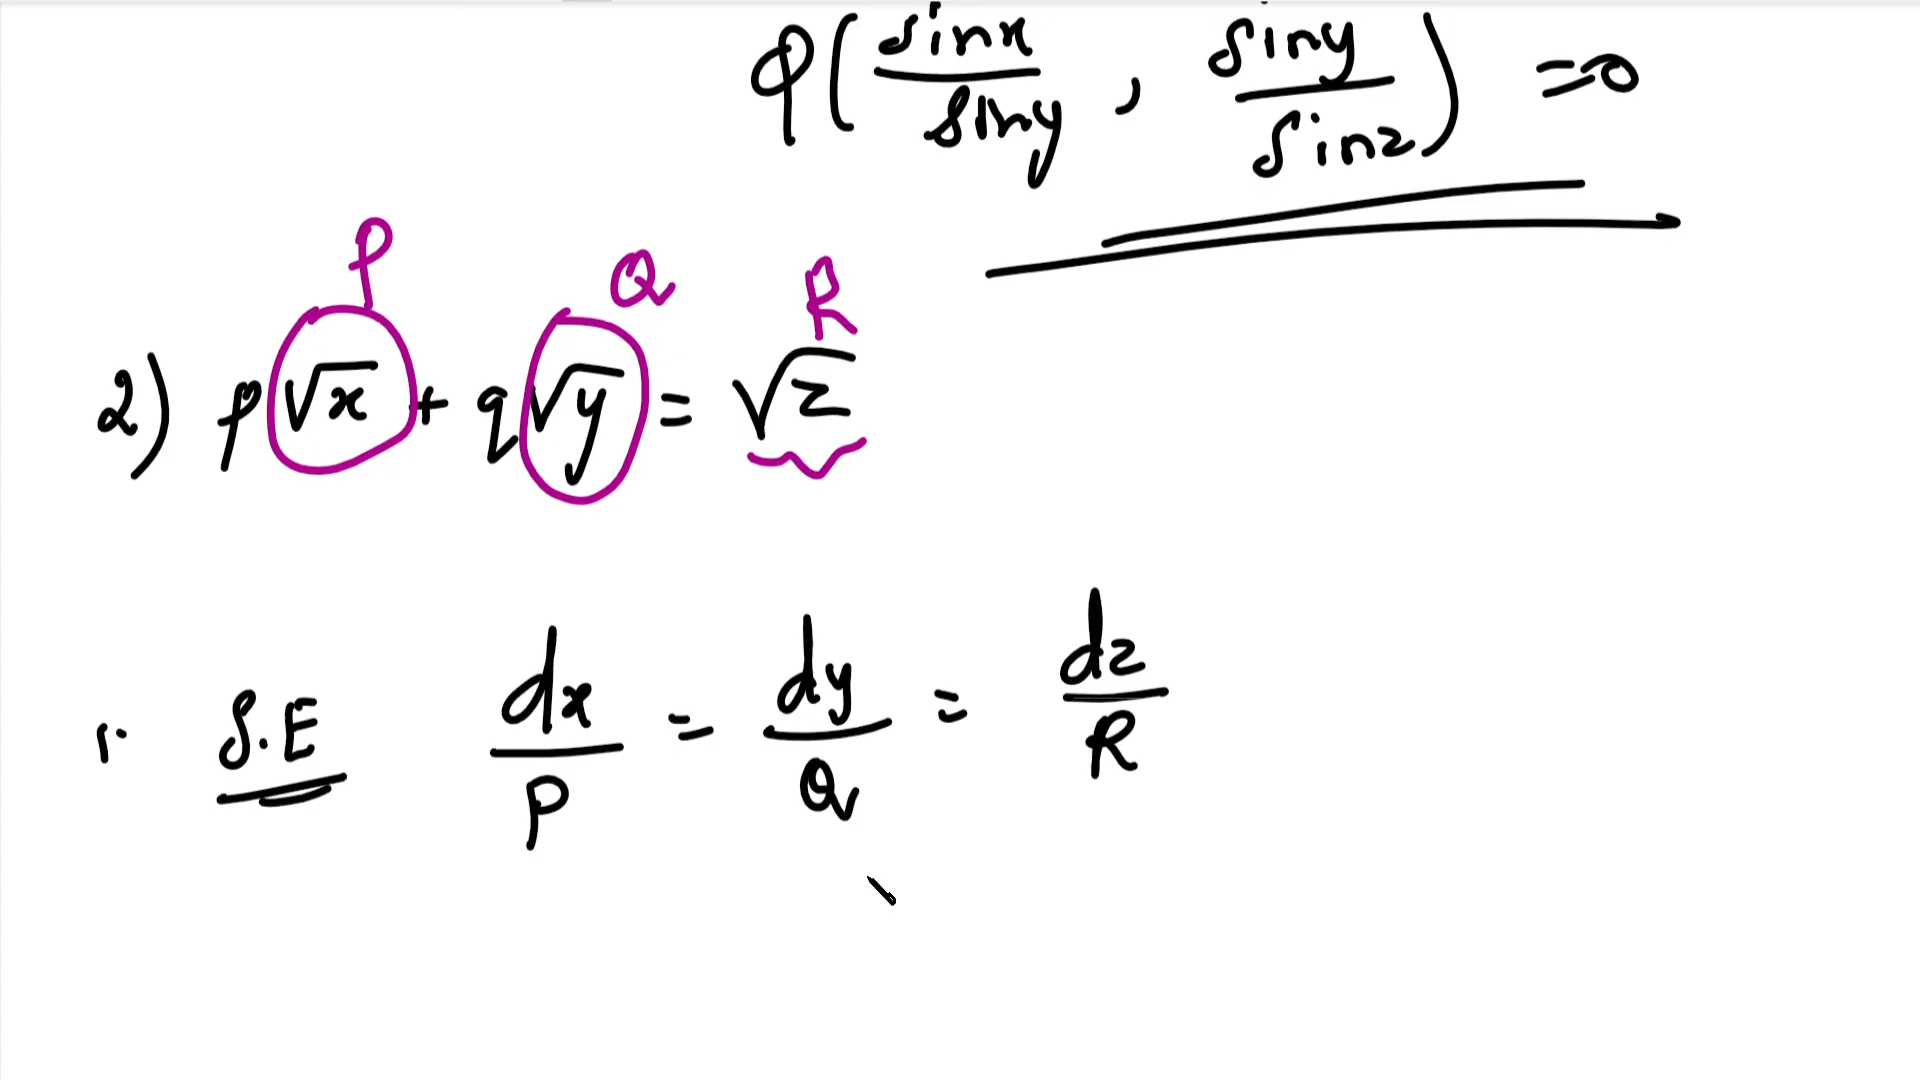 φ(sinx/siny, siny/sinz) = 0
P Q R
2) p√x + q√y = √z
S.E dx/P = dy/Q = dz/R